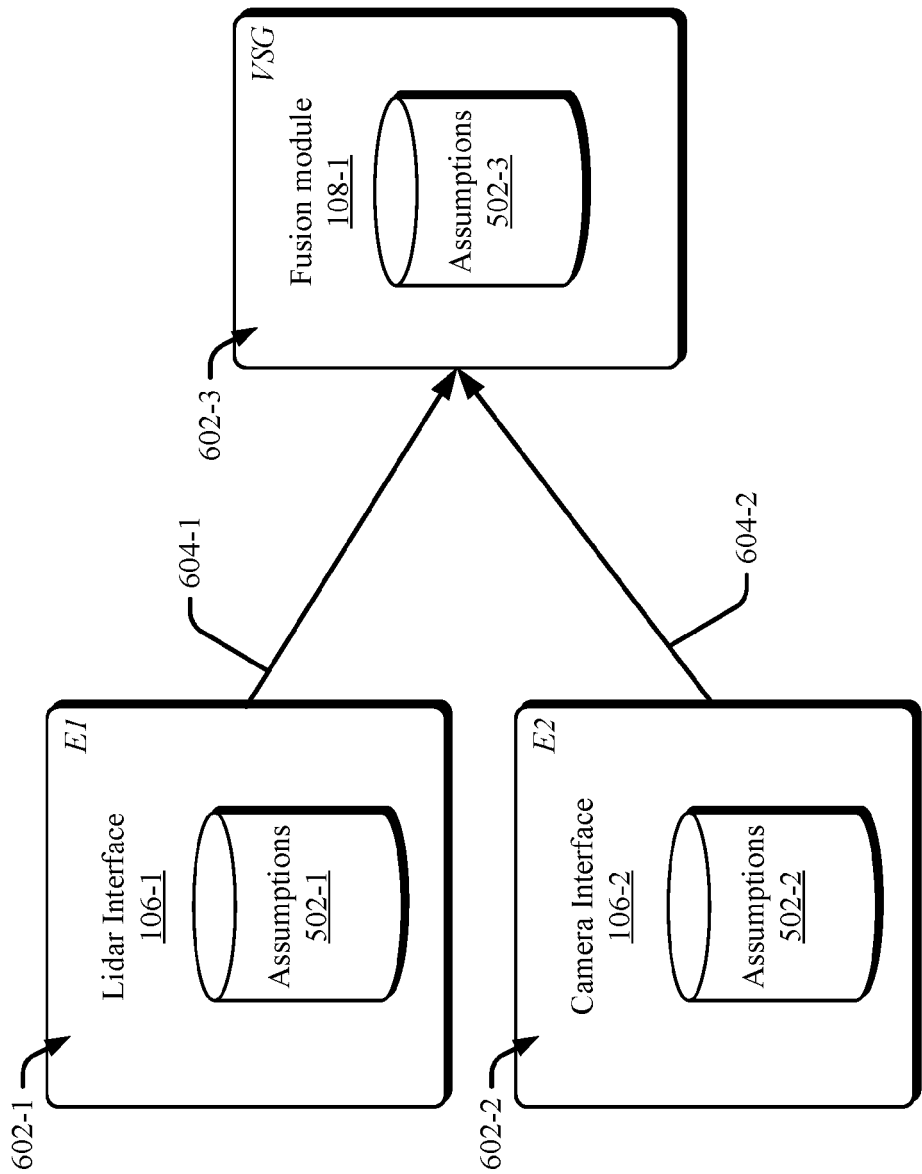 602-1
E1
Lidar Interface
106-1
Assumptions
502-1
602-2
E2
Camera Interface
106-2
Assumptions
502-2
604-1
604-2
602-3
VSG
Fusion module
108-1
Assumptions
502-3